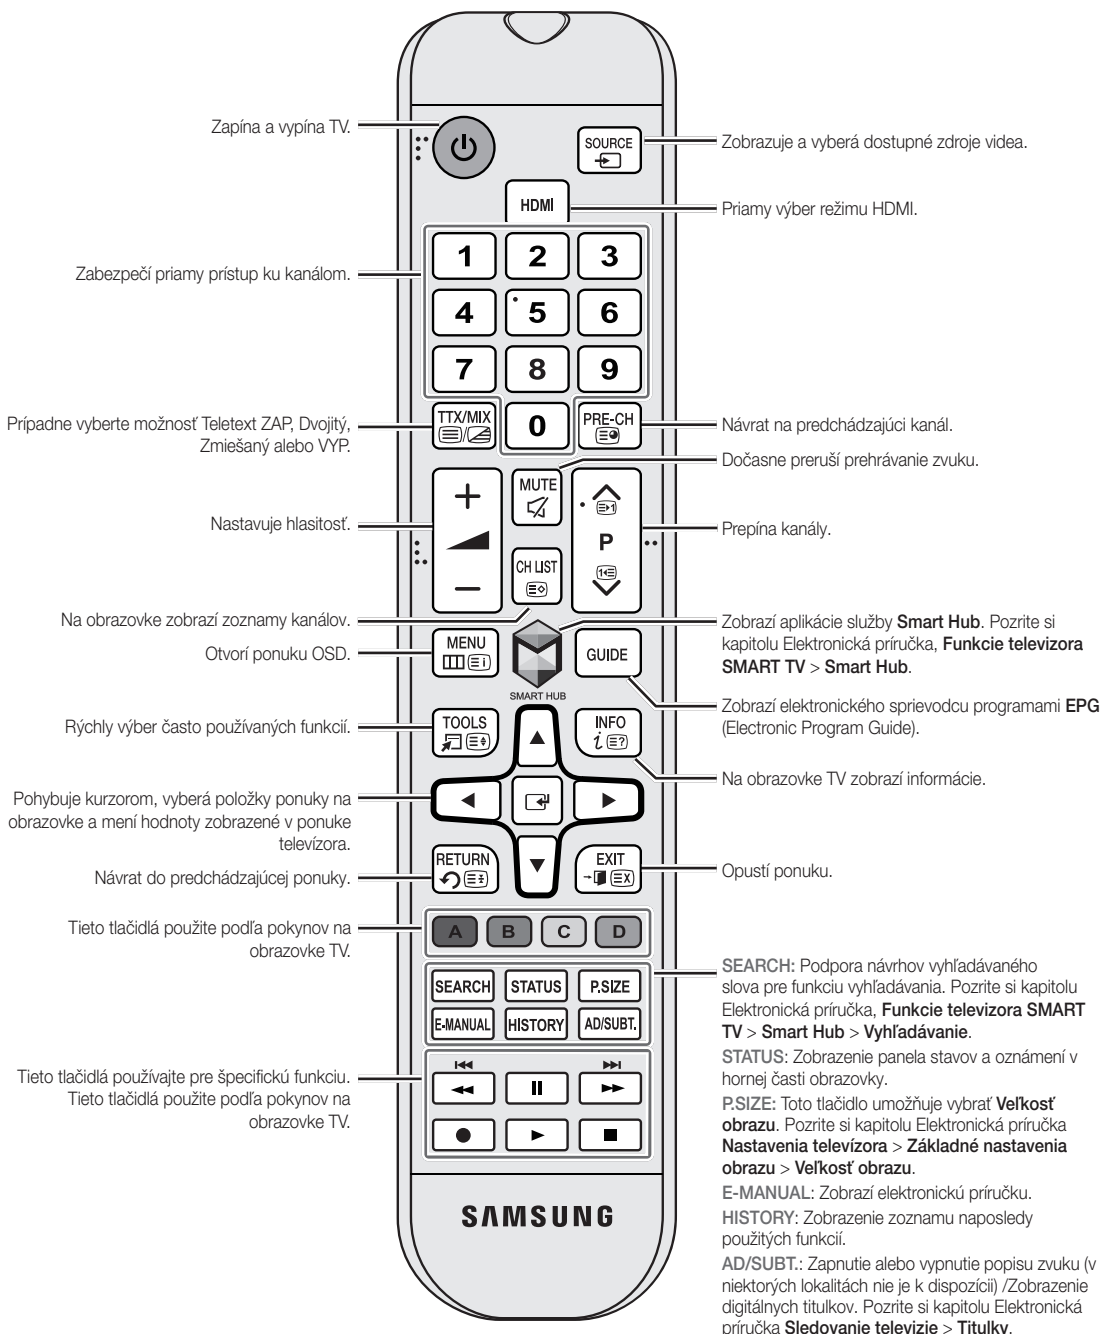 Zapína a vypína TV.
SOURCE
Zobrazuje a vyberá dostupné zdroje videa.
HDMI
Priamy výber režimu HDMI.
1 2 3
Zabezpečí priamy prístup ku kanálom.
4 5 6
7 8 9
Prípadne vyberte možnosť Teletext ZAP, Dvojitý,
Zmiešaný alebo VYP.
TTX/MIX
0
PRE-CH
Návrat na predchádzajúci kanál.
Dočasne preruší prehrávanie zvuku.
MUTE
Nastavuje hlasitosť.
P
Prepína kanály.
CH LIST
Na obrazovke zobrazí zoznamy kanálov.
Zobrazí aplikácie služby Smart Hub. Pozrite si
kapitolu Elektronická príručka, Funkcie televizora
SMART TV > Smart Hub.
Otvorí ponuku OSD.
MENU
GUIDE
SMART HUB
Zobrazí elektronického sprievodcu programami EPG
(Electronic Program Guide).
Rýchly výber často používaných funkcií.
TOOLS
INFO
Na obrazovke TV zobrazí informácie.
Pohybuje kurzorom, vyberá položky ponuky na
obrazovke a mení hodnoty zobrazené v ponuke
televízora.
Návrat do predchádzajúcej ponuky.
RETURN
EXIT
Opustí ponuku.
Tieto tlačidlá použite podľa pokynov na
obrazovke TV.
A B C D
SEARCH STATUS P.SIZE
E-MANUAL HISTORY AD/SUBT.
SEARCH: Podpora návrhov vyhľadávaného
slova pre funkciu vyhľadávania. Pozrite si kapitolu
Elektronická príručka, Funkcie televizora SMART
TV > Smart Hub > Vyhľadávanie.
STATUS: Zobrazenie panela stavov a oznámení v
hornej časti obrazovky.
P.SIZE: Toto tlačidlo umožňuje vybrať Veľkosť
obrazu. Pozrite si kapitolu Elektronická príručka
Nastavenia televízora > Základné nastavenia
obrazu > Veľkosť obrazu.
E-MANUAL: Zobrazí elektronickú príručku.
HISTORY: Zobrazenie zoznamu naposledy
použitých funkcií.
AD/SUBT.: Zapnutie alebo vypnutie popisu zvuku (v
niektorých lokalitách nie je k dispozícii) /Zobrazenie
digitálnych titulkov. Pozrite si kapitolu Elektronická
príručka Sledovanie televizie > Titulky.
Tieto tlačidlá používajte pre špecifickú funkciu.
Tieto tlačidlá použite podľa pokynov na
obrazovke TV.
SAMSUNG